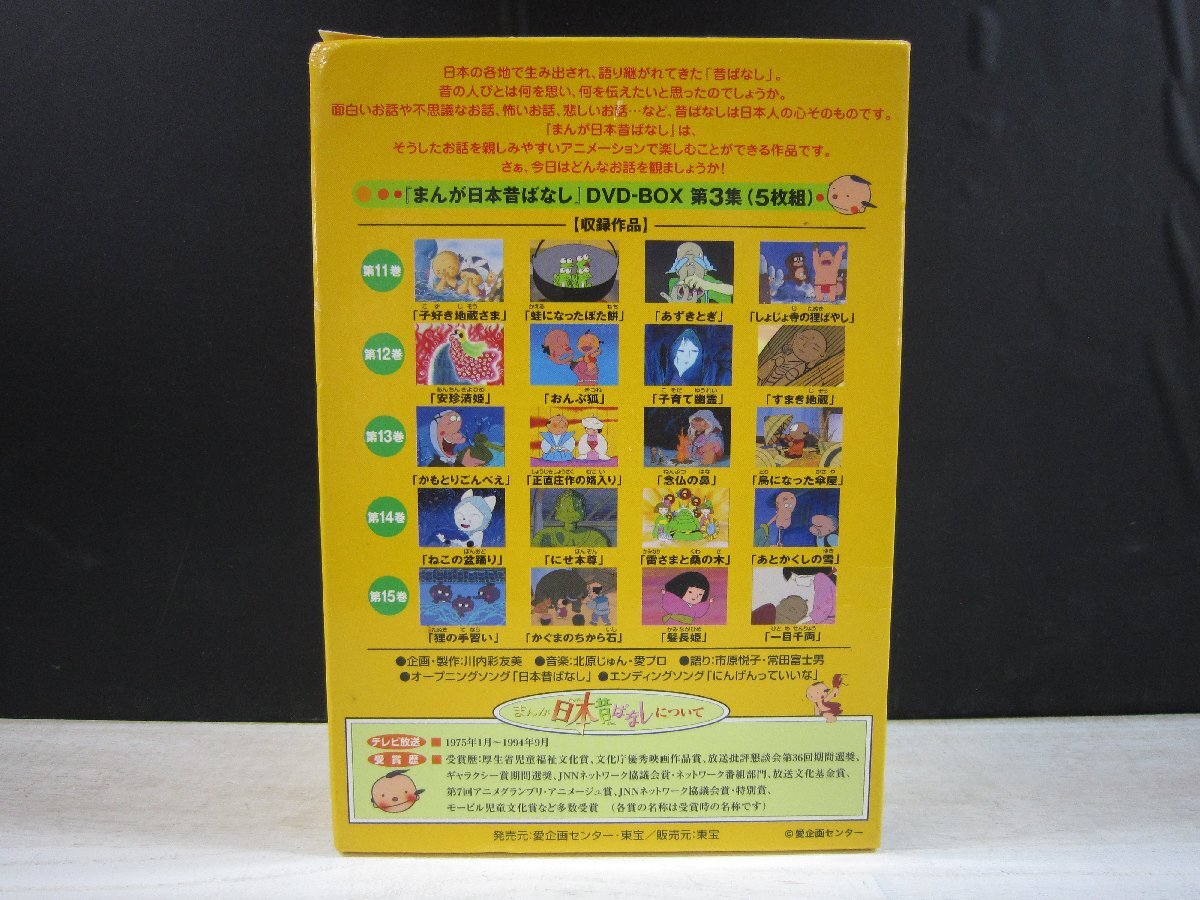 日本の各地で生み出され、語り継がれてきた「昔ばなし」。
昔の人びとは何を思い、何を伝えたいと思ったのでしょうか。
面白いお話や不思議なお話、怖いお話、悲しいお話…など、昔ばなしは日本人の心そのものです。
『まんが日本昔ばなし』は、
そうしたお話を親しみやすいアニメーションで楽しむことができる作品です。
さぁ、今日はどんなお話を観ましょうか!
『まんが日本昔ばなし』DVD-BOX 第3集(5枚組)
【収録作品】
第11巻
「子好き地蔵さま」 「蛙になったぼた餅」 「あずきとぎ」 「しょじょ寺の狸ばやし」
第12巻
「安珍清姫」 「おんぶ狐」 「子育て幽霊」 「すまき地蔵」
第13巻
「かもとりごんべえ」 「正直庄作の婿入り」 「念仏の鼻」 「鳥になった傘屋」
第14巻
「ねこの盆踊り」 「にせ本尊」 「雷さまと桑の木」 「あとかくしの雪」
第15巻
「狸の手習い」 「かぐまのちから石」 「髪長姫」 「一目千両」
●企画・製作:川内彩友美 ●音楽:北原じゅん・愛プロ ●語り:市原悦子・常田富士男
●オープニングソング「日本昔ばなし」 ●エンディングソング「にんげんっていいな」
まんが日本昔ばなしについて
テレビ放送 ■ 1975年1月〜1994年9月
受賞歴 ■ 受賞歴:厚生省児童福祉文化賞、文化庁優秀映画作品賞、放送批評懇談会第36回期間選奨、
ギャラクシー賞期間選奨、JNNネットワーク協議会賞・ネットワーク番組部門、放送文化基金賞、
第7回アニメグランプリ・アニメージュ賞、JNNネットワーク協議会賞・特別賞、
モービル児童文化賞など多数受賞 (各賞の名称は受賞時の名称です)
発売元:愛企画センター・東宝/販売元:東宝
©愛企画センター